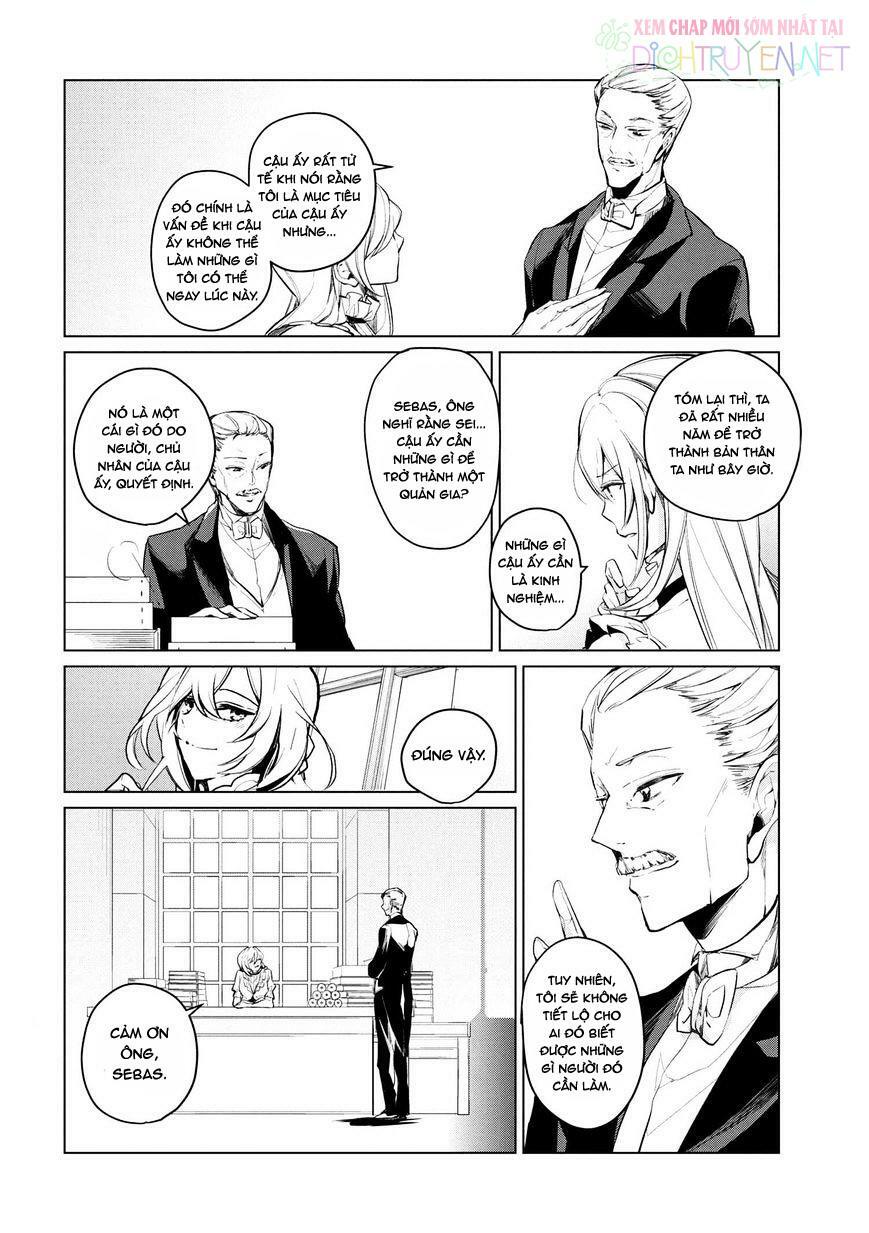 XEM CHAP MỚI SỚM NHẤT TẠI
DICHTRUYEN.NET
CẬU ẤY RẤT TỬ
TẾ KHI NÓI RẰNG
TÔI LÀ MỤC TIÊU
CỦA CẬU ẤY
NHƯNG...
ĐÓ CHÍNH LÀ
VẤN ĐỀ KHI CẬU
ẤY KHÔNG THỂ
LÀM NHỮNG GÌ
TÔI CÓ THỂ
NGAY LÚC NÀY.
TÓM LẠI THÌ, TA
ĐÃ RẤT NHIỀU
NĂM ĐỂ TRỞ
THÀNH BẢN THÂN
TA NHƯ BÂY GIỜ.
NHỮNG GÌ
CẬU ẤY CẦN
LÀ KINH
NGHIỆM...
SEBAS, ÔNG
NGHĨ RẰNG SEI...
CẬU ẤY CẦN
NHỮNG GÌ ĐỂ
TRỞ THÀNH MỘT
QUẢN GIA?
NÓ LÀ MỘT
CÁI GÌ ĐÓ DO
NGƯỜI, CHỦ
NHÂN CỦA CẬU
ẤY, QUYẾT ĐỊNH.
TUY NHIÊN,
TÔI SẼ KHÔNG
TIẾT LỘ CHO
AI ĐÓ BIẾT
ĐƯỢC NHỮNG
GÌ NGƯỜI ĐÓ
CẦN LÀM.
ĐÚNG VẬY.
CẢM ƠN
ÔNG,
SEBAS.